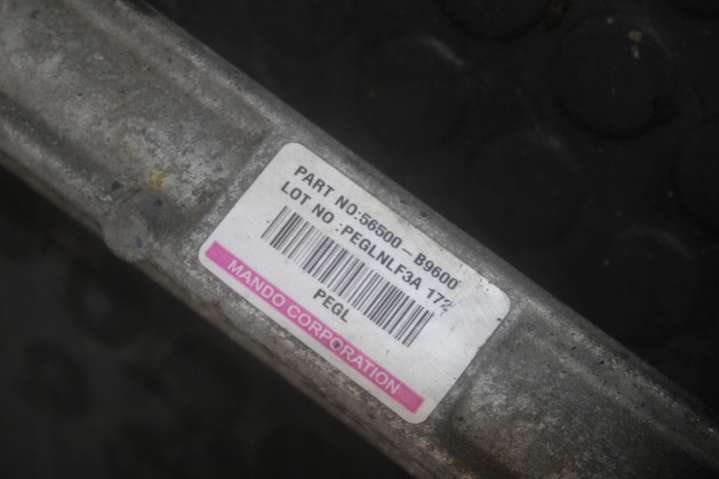 PART NO:56500-B9600
LOT NO :PEGLNLF3A 172
PEGL
MANDO CORPORATION